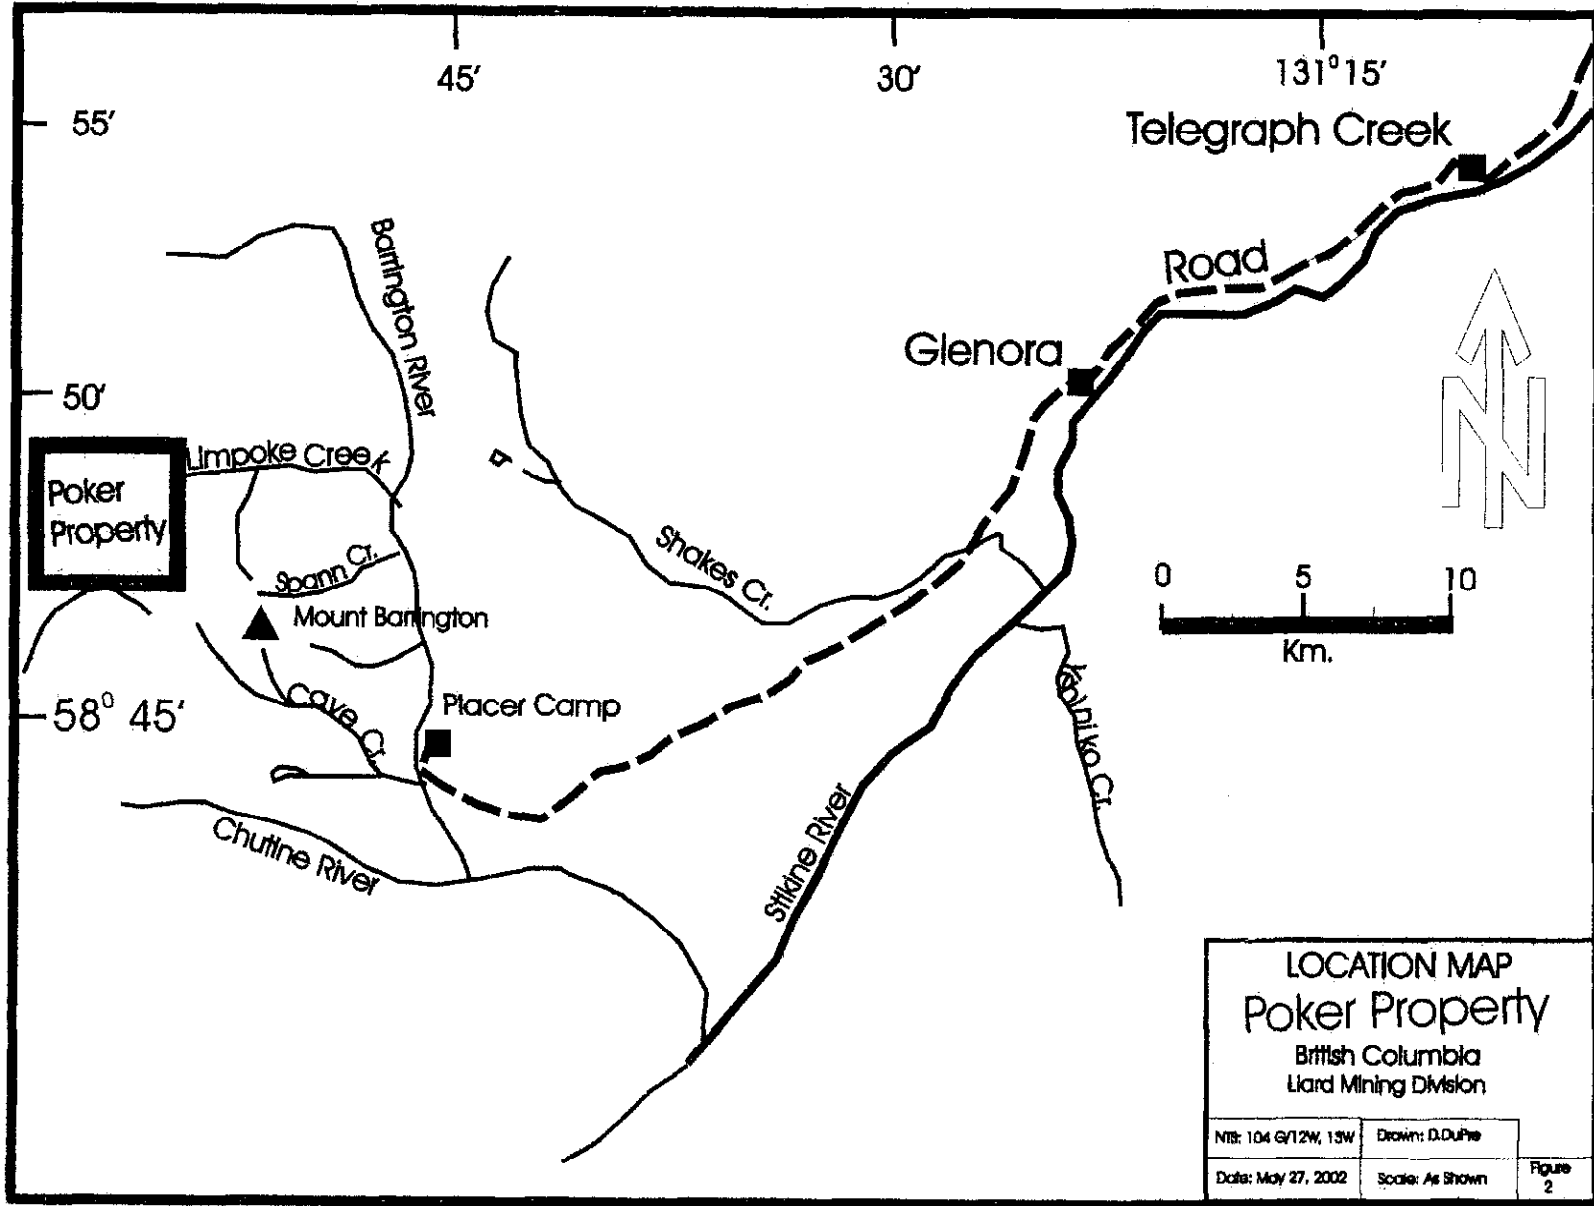 45'
30'
131° 15'
55'
Telegraph Creek
Barrington River
Road
Glenora
50'
Limpoke Creek
Poker
Property
Shakes Cr.
Spann Cr.
0 5 10
Km.
Mount Barrington
58° 45'
Cave Cr.
Placer Camp
Chutine River
Stikine River
LOCATION MAP
Poker Property
British Columbia
Liard Mining Division
NTS: 104 G/12W, 13W
Drawn: D.DuPre
Date: May 27, 2002
Scale: As Shown
Figure
2
N